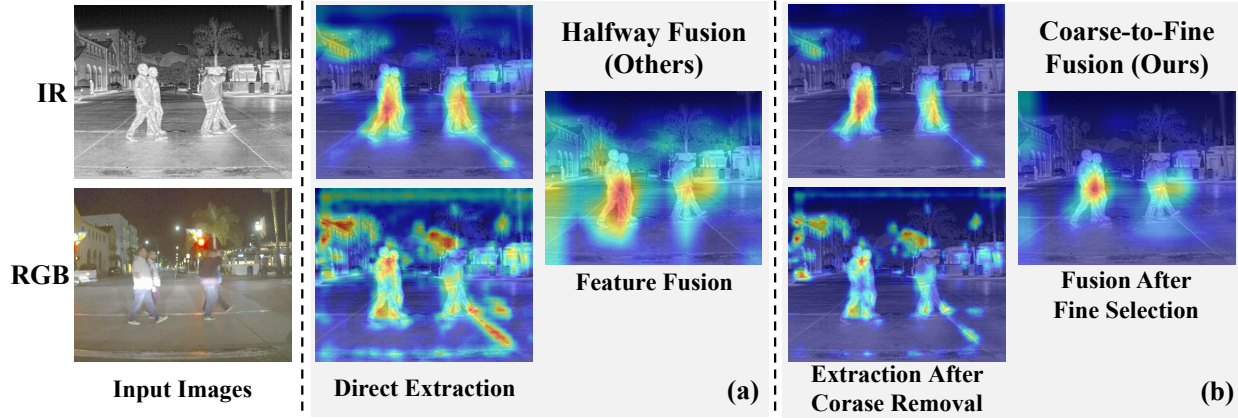 IR
RGB
Input Images
Halfway Fusion
(Others)
Feature Fusion
Direct Extraction
(a)
Coarse-to-Fine
Fusion (Ours)
Fusion After
Fine Selection
Extraction After
Corase Removal
(b)